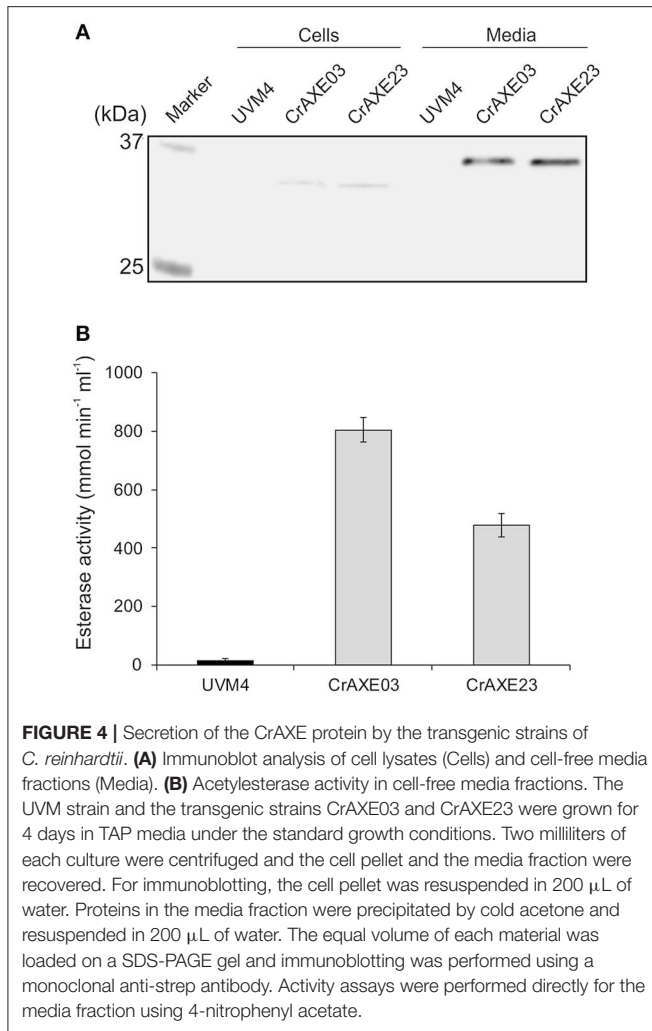 A
Cells
Media
(kDa)
Marker
UVM4
CrAXE03
CrAXE23
UVM4
CrAXE03
CrAXE23
37
25
B
Esterase activity (mmol min⁻¹ ml⁻¹)
1000
800
600
400
200
0
UVM4
CrAXE03
CrAXE23
FIGURE 4 | Secretion of the CrAXE protein by the transgenic strains of
C. reinhardtii. (A) Immunoblot analysis of cell lysates (Cells) and cell-free media
fractions (Media). (B) Acetylesterase activity in cell-free media fractions. The
UVM strain and the transgenic strains CrAXE03 and CrAXE23 were grown for
4 days in TAP media under the standard growth conditions. Two milliliters of
each culture were centrifuged and the cell pellet and the media fraction were
recovered. For immunoblotting, the cell pellet was resuspended in 200 μL of
water. Proteins in the media fraction were precipitated by cold acetone and
resuspended in 200 μL of water. The equal volume of each material was
loaded on a SDS-PAGE gel and immunoblotting was performed using a
monoclonal anti-strep antibody. Activity assays were performed directly for the
media fraction using 4-nitrophenyl acetate.